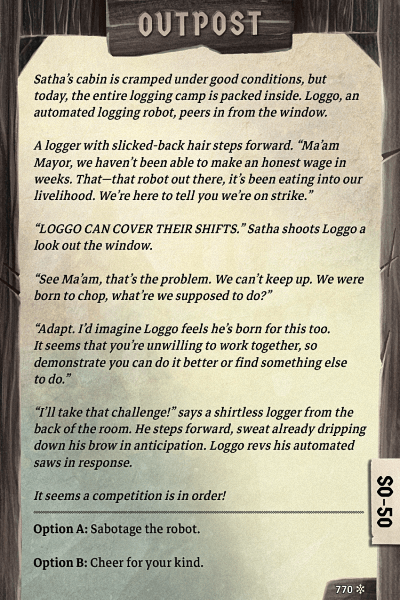 OUTPOST
Satha's cabin is cramped under good conditions, but
today, the entire logging camp is packed inside. Loggo, an
automated logging robot, peers in from the window.
A logger with slicked-back hair steps forward. “Ma'am
Mayor, we haven't been able to make an honest wage in
weeks. That—that robot out there, it's been eating into our
livelihood. We're here to tell you we're on strike.”
“LOGGO CAN COVER THEIR SHIFTS.” Satha shoots Loggo a
look out the window.
“See Ma'am, that's the problem. We can't keep up. We were
born to chop, what're we supposed to do?”
“Adapt. I'd imagine Loggo feels he's born for this too.
It seems that you're unwilling to work together, so
demonstrate you can do it better or find something else
to do.”
“I'll take that challenge!” says a shirtless logger from the
back of the room. He steps forward, sweat already dripping
down his brow in anticipation. Loggo revs his automated
saws in response.
It seems a competition is in order!
Option A: Sabotage the robot.
Option B: Cheer for your kind.
SO-50
770